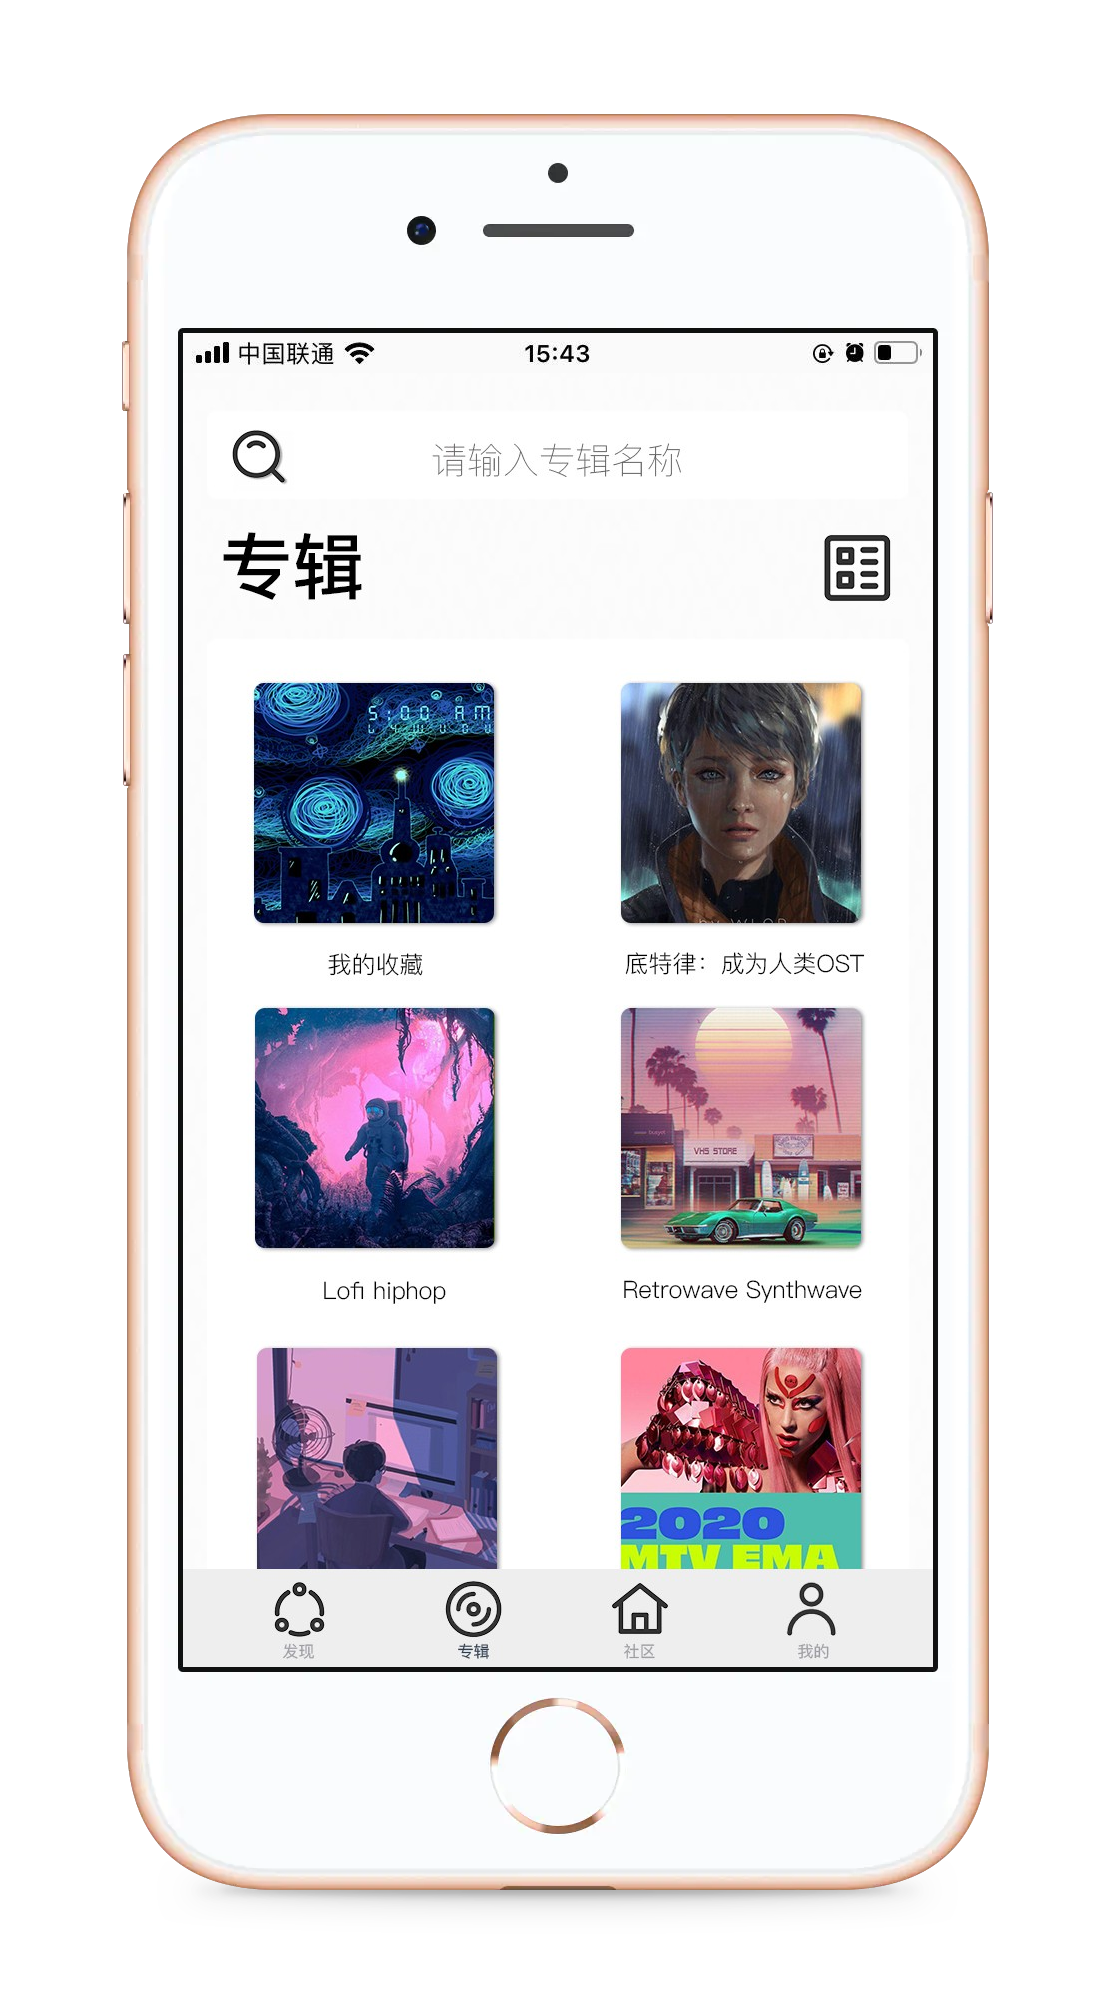 中国联通
15:43
请输入专辑名称
专辑
5:00 AM
by WLOP
我的收藏
底特律：成为人类OST
VHS STORE
Lofi hiphop
Retrowave Synthwave
2020
MTV EMA
发现
专辑
社区
我的